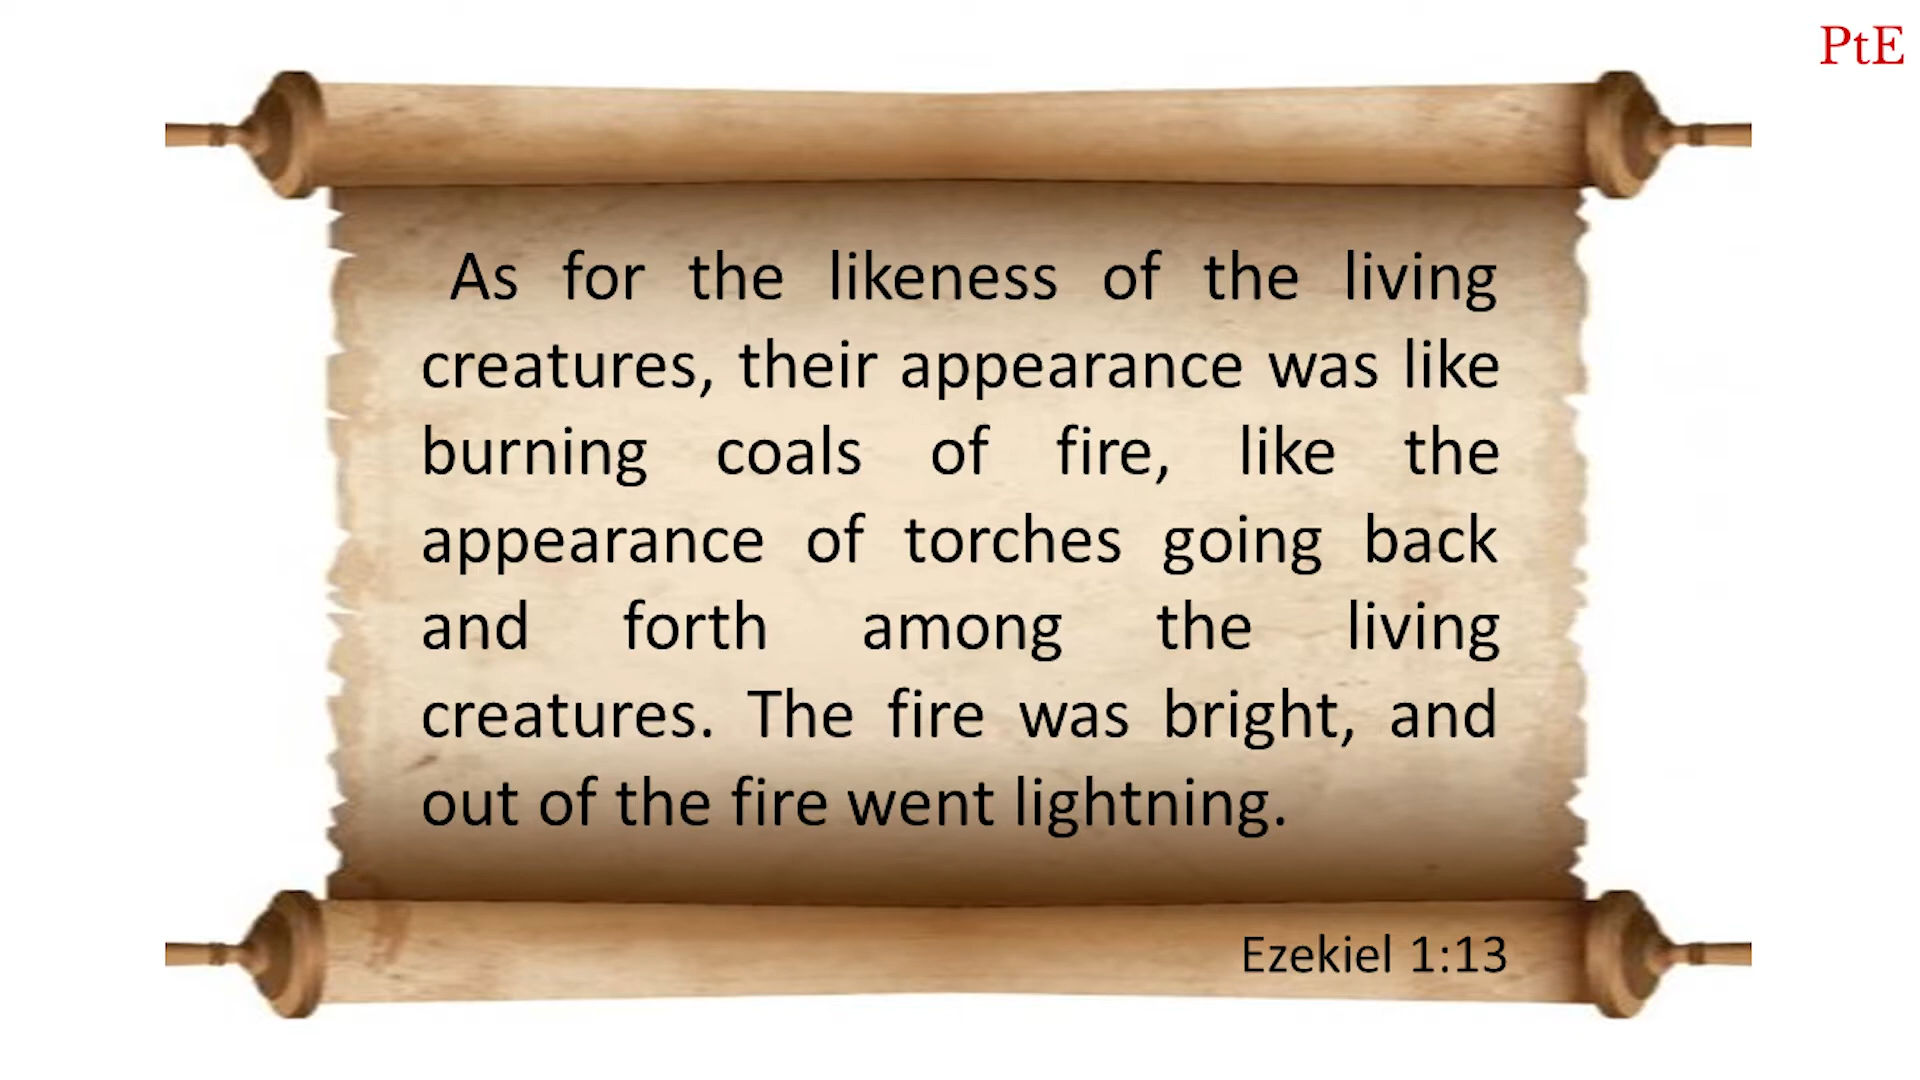 PtE
As for the likeness of the living
creatures, their appearance was like
burning coals of fire, like the
appearance of torches going back
and forth among the living
creatures. The fire was bright, and
out of the fire went lightning.
Ezekiel 1:13